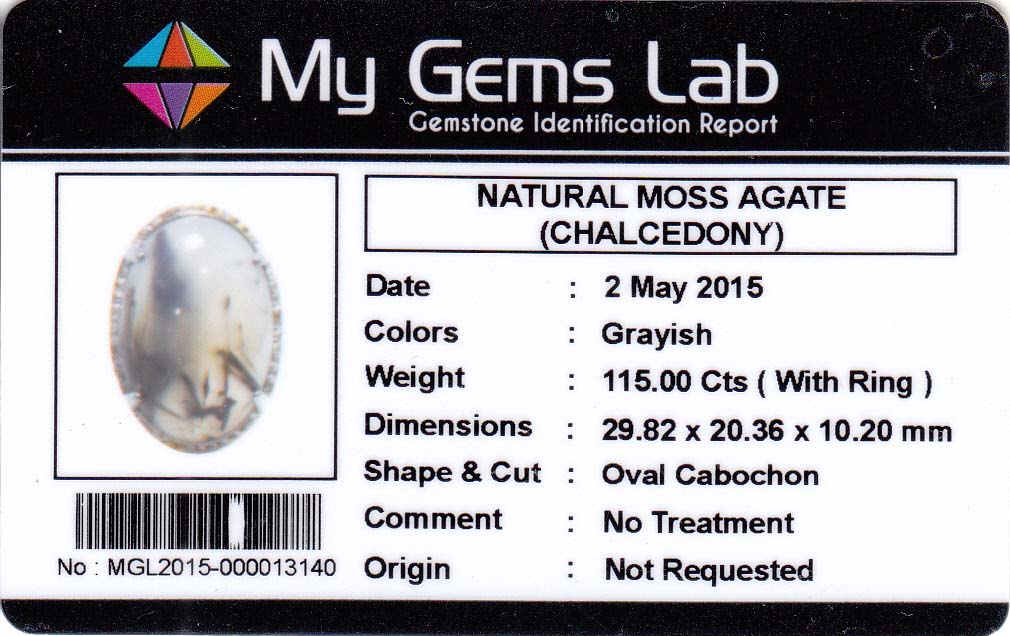 My Gems Lab
Gemstone Identification Report
NATURAL MOSS AGATE
(CHALCEDONY)
Date : 2 May 2015
Colors : Grayish
Weight : 115.00 Cts ( With Ring )
Dimensions : 29.82 x 20.36 x 10.20 mm
Shape & Cut : Oval Cabochon
Comment : No Treatment
Origin : Not Requested
No : MGL2015-000013140